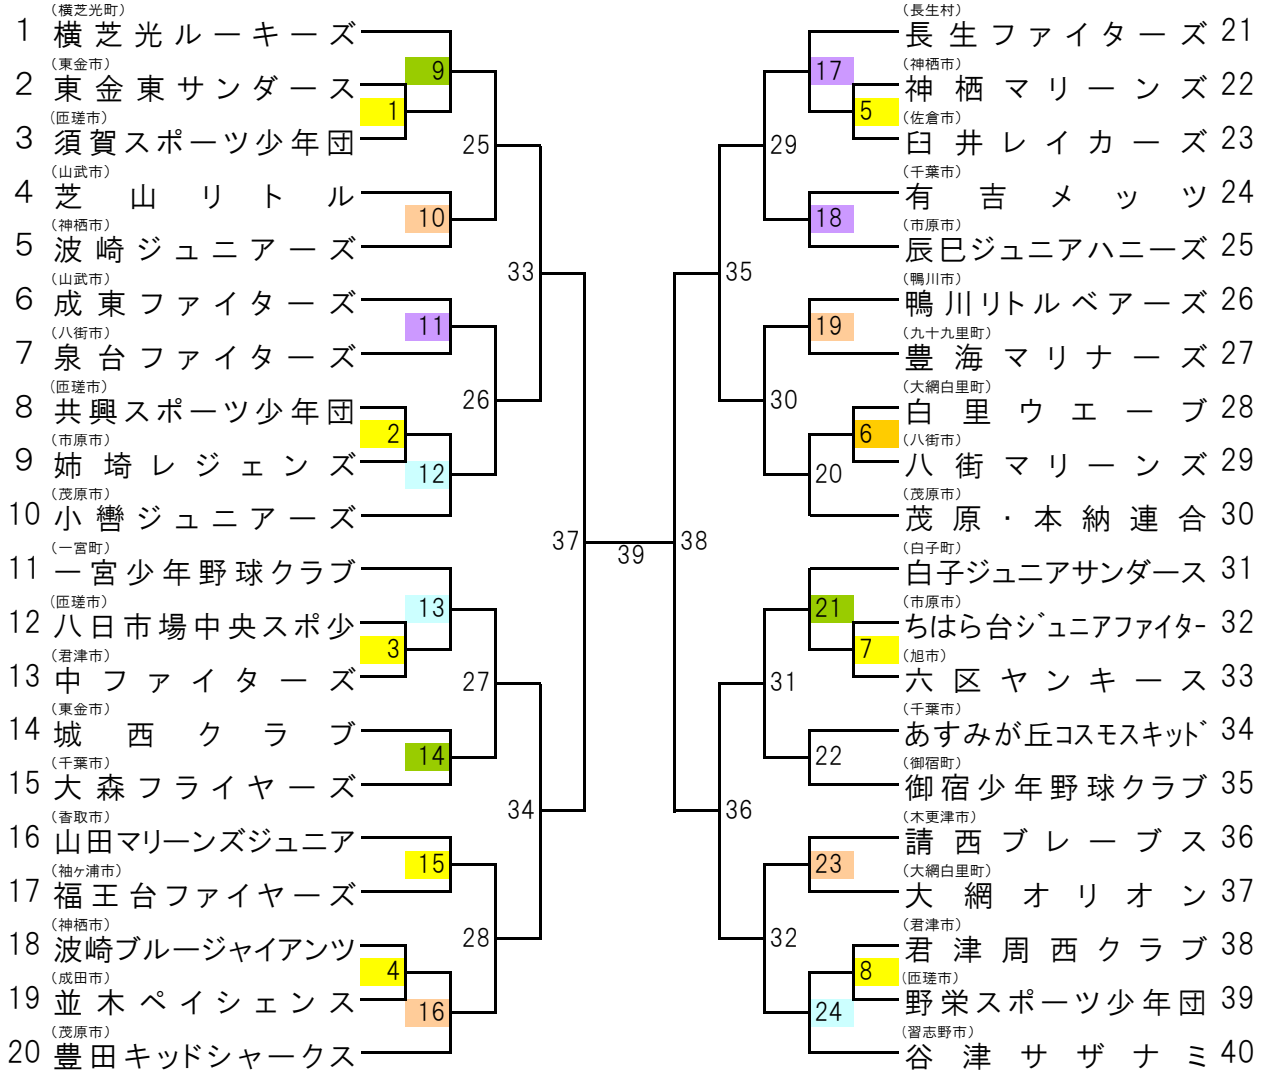 (横芝光町)
1 横芝光ルーキーズ
(東金市)
2 東金東サンダース
(匝瑳市)
3 須賀スポーツ少年団
(山武市)
4 芝山リトル
(神栖市)
5 波崎ジュニアーズ
(山武市)
6 成東ファイターズ
(八街市)
7 泉台ファイターズ
(匝瑳市)
8 共興スポーツ少年団
(市原市)
9 姉埼レジェンズ
(茂原市)
10 小轡ジュニアーズ
(一宮町)
11 一宮少年野球クラブ
(匝瑳市)
12 八日市場中央スポ少
(君津市)
13 中ファイターズ
(東金市)
14 城西クラブ
(千葉市)
15 大森フライヤーズ
(香取市)
16 山田マリーンズジュニア
(袖ヶ浦市)
17 福王台ファイヤーズ
(神栖市)
18 波崎ブルージャイアンツ
(成田市)
19 並木ペイシェンス
(茂原市)
20 豊田キッドシャークス
9
1
25
10
33
11
26
2
12
37
13
3
27
14
34
15
28
4
16
39
17
5
29
18
35
19
30
6
20
38
21
7
31
22
36
23
32
8
24
(長生村)
長生ファイターズ 21
(神栖市)
神栖マリーンズ 22
(佐倉市)
臼井レイカーズ 23
(千葉市)
有吉メッツ 24
(市原市)
辰巳ジュニアハニーズ 25
(鴨川市)
鴨川リトルベアーズ 26
(九十九里町)
豊海マリナーズ 27
(大網白里町)
白里ウエーブ 28
(八街市)
八街マリーンズ 29
(茂原市)
茂原・本納連合 30
(白子町)
白子ジュニアサンダース 31
(市原市)
ちはら台ジュニアファイター 32
(旭市)
六区ヤンキース 33
(千葉市)
あすみが丘コスモスキッド 34
(御宿町)
御宿少年野球クラブ 35
(木更津市)
請西ブレーブス 36
(大網白里町)
大網オリオン 37
(君津市)
君津周西クラブ 38
(匝瑳市)
野栄スポーツ少年団 39
(習志野市)
谷津サザナミ 40